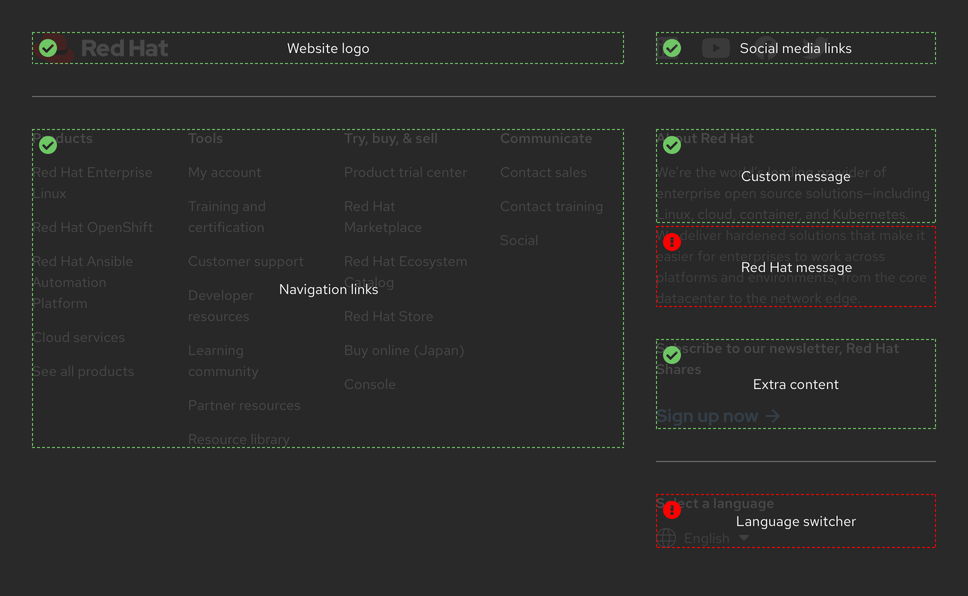 Red Hat
Website logo
Social media links
Products
Red Hat Enterprise
Linux
Red Hat OpenShift
Red Hat Ansible
Automation
Platform
Cloud services
See all products
Tools
My account
Training and
certification
Customer support
Developer
resources
Learning
community
Partner resources
Resource library
Try, buy, & sell
Product trial center
Red Hat
Marketplace
Red Hat Ecosystem
Catalog
Red Hat Store
Buy online (Japan)
Console
Communicate
Contact sales
Contact training
Social
Navigation links
About Red Hat
We're the world's leading provider of
enterprise open source solutions—including
Linux, cloud, container, and Kubernetes.
Custom message
We deliver hardened solutions that make it
easier for enterprises to work across
platforms and environments, from the core
datacenter to the network edge.
Red Hat message
Subscribe to our newsletter, Red Hat
Shares
Extra content
Sign up now
Select a language
Language switcher
English